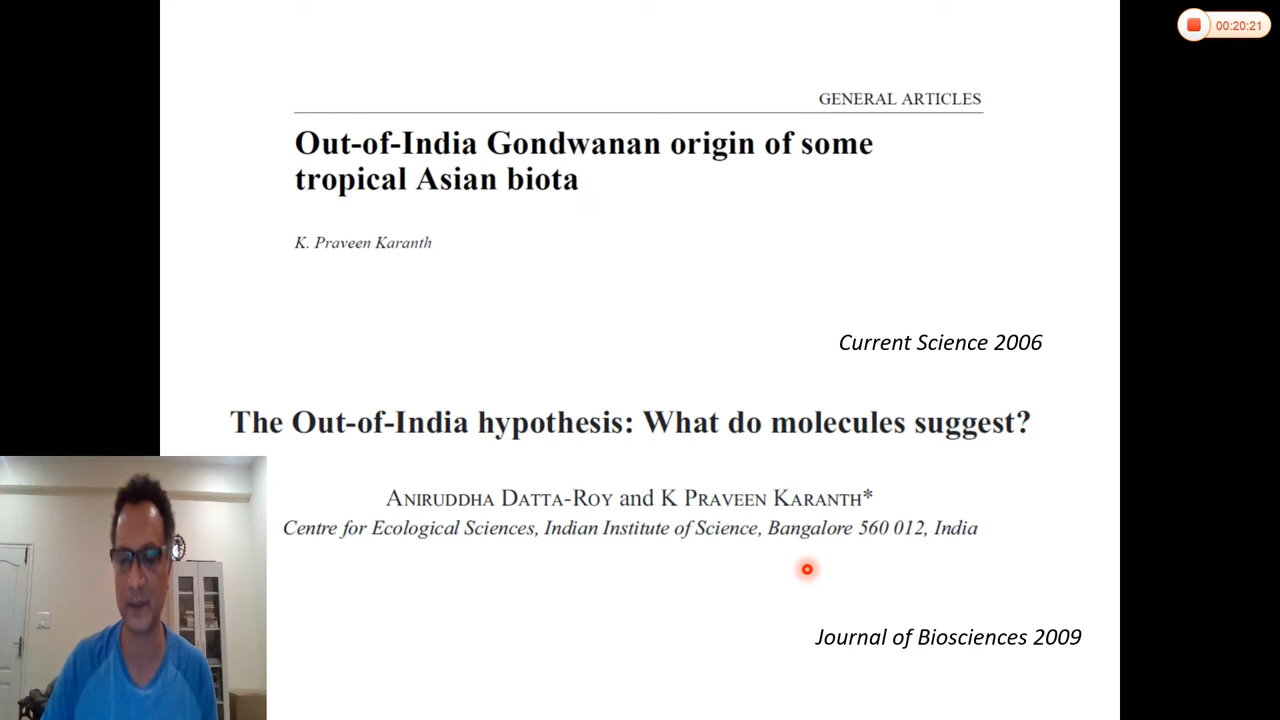 00:20:21
GENERAL ARTICLES
Out-of-India Gondwanan origin of some
tropical Asian biota
K. Praveen Karanth
Current Science 2006
The Out-of-India hypothesis: What do molecules suggest?
ANIRUDDHA DATTA-ROY and K PRAVEEN KARANTH*
Centre for Ecological Sciences, Indian Institute of Science, Bangalore 560 012, India
Journal of Biosciences 2009